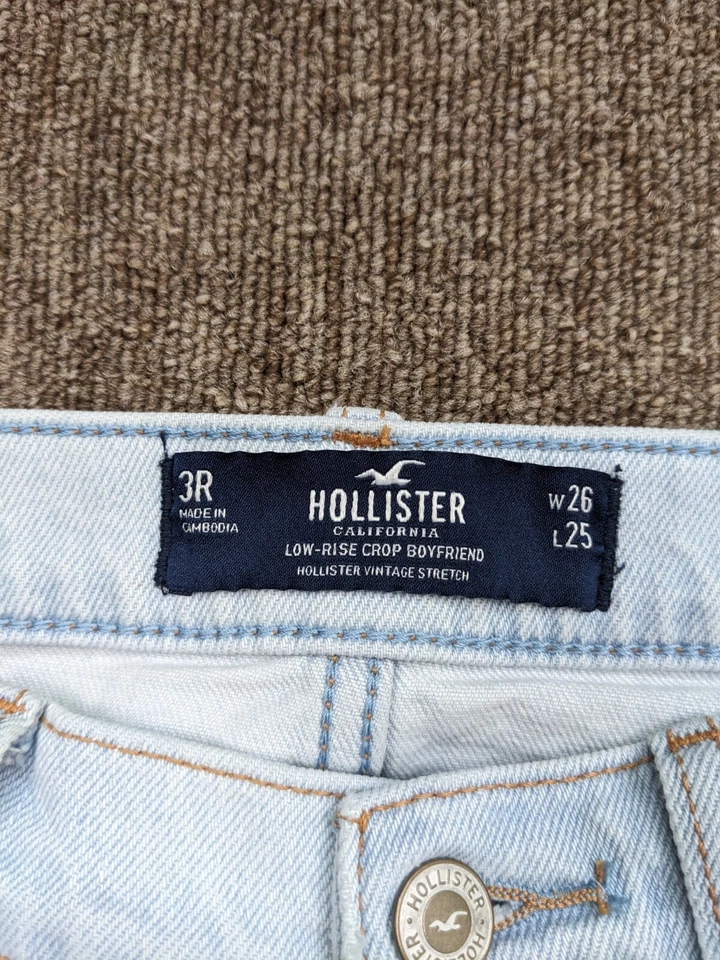 3R
MADE IN
CAMBODIA
HOLLISTER
CALIFORNIA
LOW-RISE CROP BOYFRIEND
HOLLISTER VINTAGE STRETCH
W26
L25
HOLLISTER